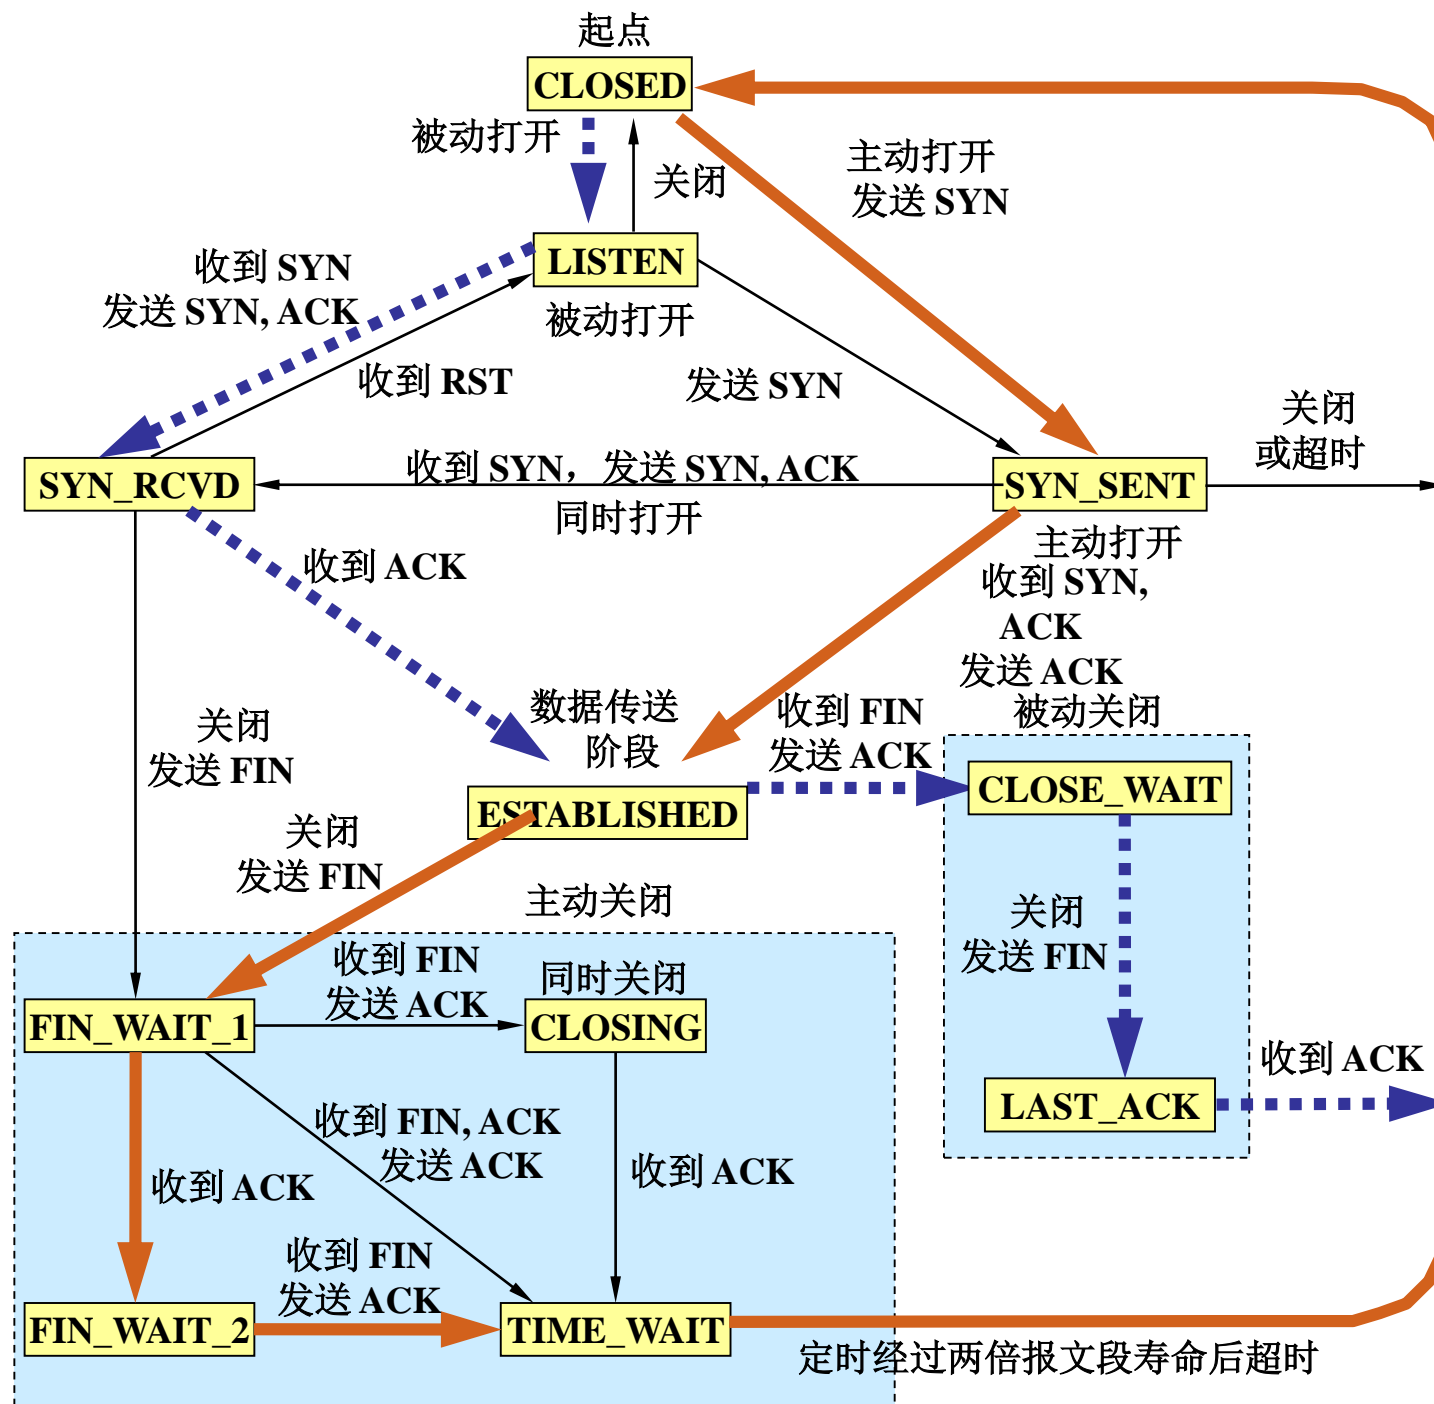 起点
CLOSED
被动打开
关闭
主动打开
发送 SYN
LISTEN
被动打开
收到 SYN
发送 SYN, ACK
收到 RST
发送 SYN
关闭
或超时
SYN_RCVD
收到 SYN，发送 SYN, ACK
同时打开
SYN_SENT
主动打开
收到 SYN,
ACK
发送 ACK
收到 ACK
数据传送
阶段
ESTABLISHED
收到 FIN
发送 ACK
被动关闭
CLOSE_WAIT
关闭
发送 FIN
关闭
发送 FIN
关闭
发送 FIN
主动关闭
收到 FIN
发送 ACK
同时关闭
FIN_WAIT_1
CLOSING
LAST_ACK
收到 ACK
收到 FIN, ACK
发送 ACK
收到 ACK
收到 ACK
收到 FIN
发送 ACK
FIN_WAIT_2
TIME_WAIT
定时经过两倍报文段寿命后超时